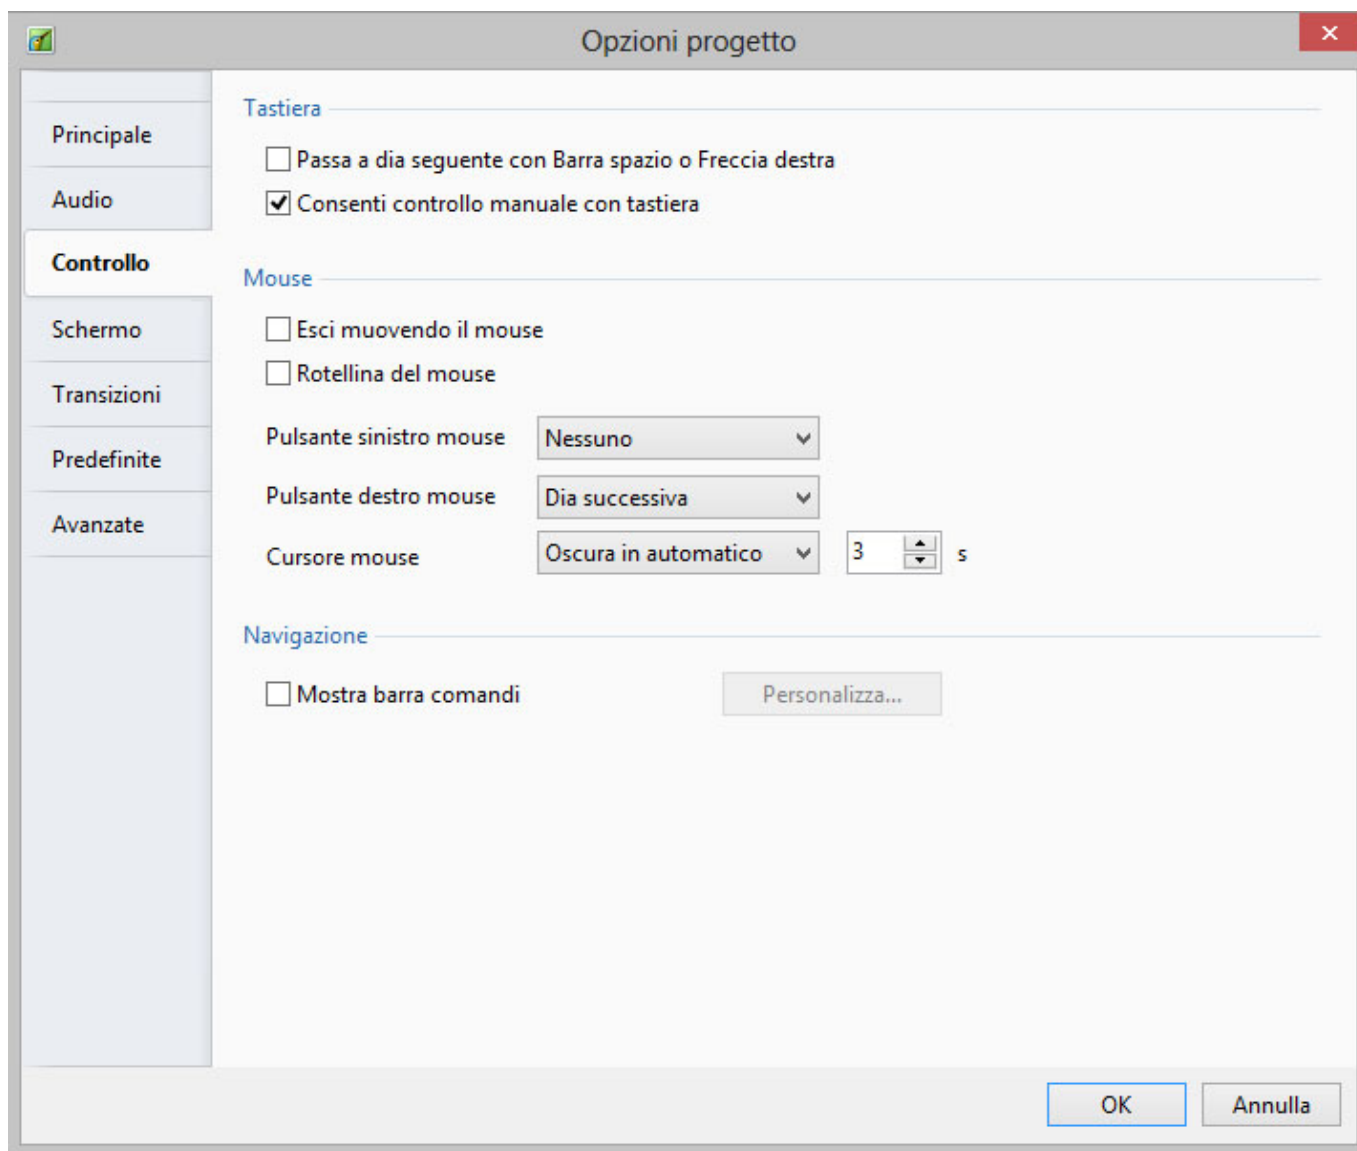 Opzioni progetto
Principale
Audio
Controllo
Schermo
Transizioni
Predefinite
Avanzate
Tastiera
Passa a dia seguente con Barra spazio o Freccia destra
Consenti controllo manuale con tastiera
Mouse
Esci muovendo il mouse
Rotellina del mouse
Pulsante sinistro mouse Nessuno
Pulsante destro mouse Dia successiva
Cursore mouse Oscura in automatico 3 s
Navigazione
Mostra barra comandi Personalizza...
OK Annulla